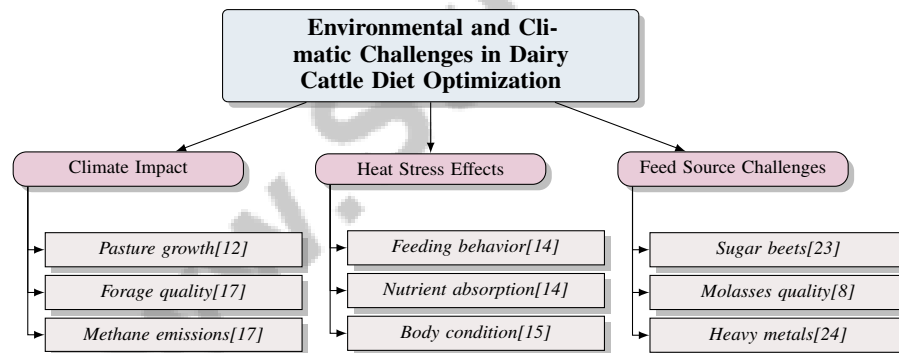 Environmental and Cli-
matic Challenges in Dairy
Cattle Diet Optimization
Climate Impact
Heat Stress Effects
Feed Source Challenges
Pasture growth[12]
Forage quality[17]
Methane emissions[17]
Feeding behavior[14]
Nutrient absorption[14]
Body condition[15]
Sugar beets[23]
Molasses quality[8]
Heavy metals[24]